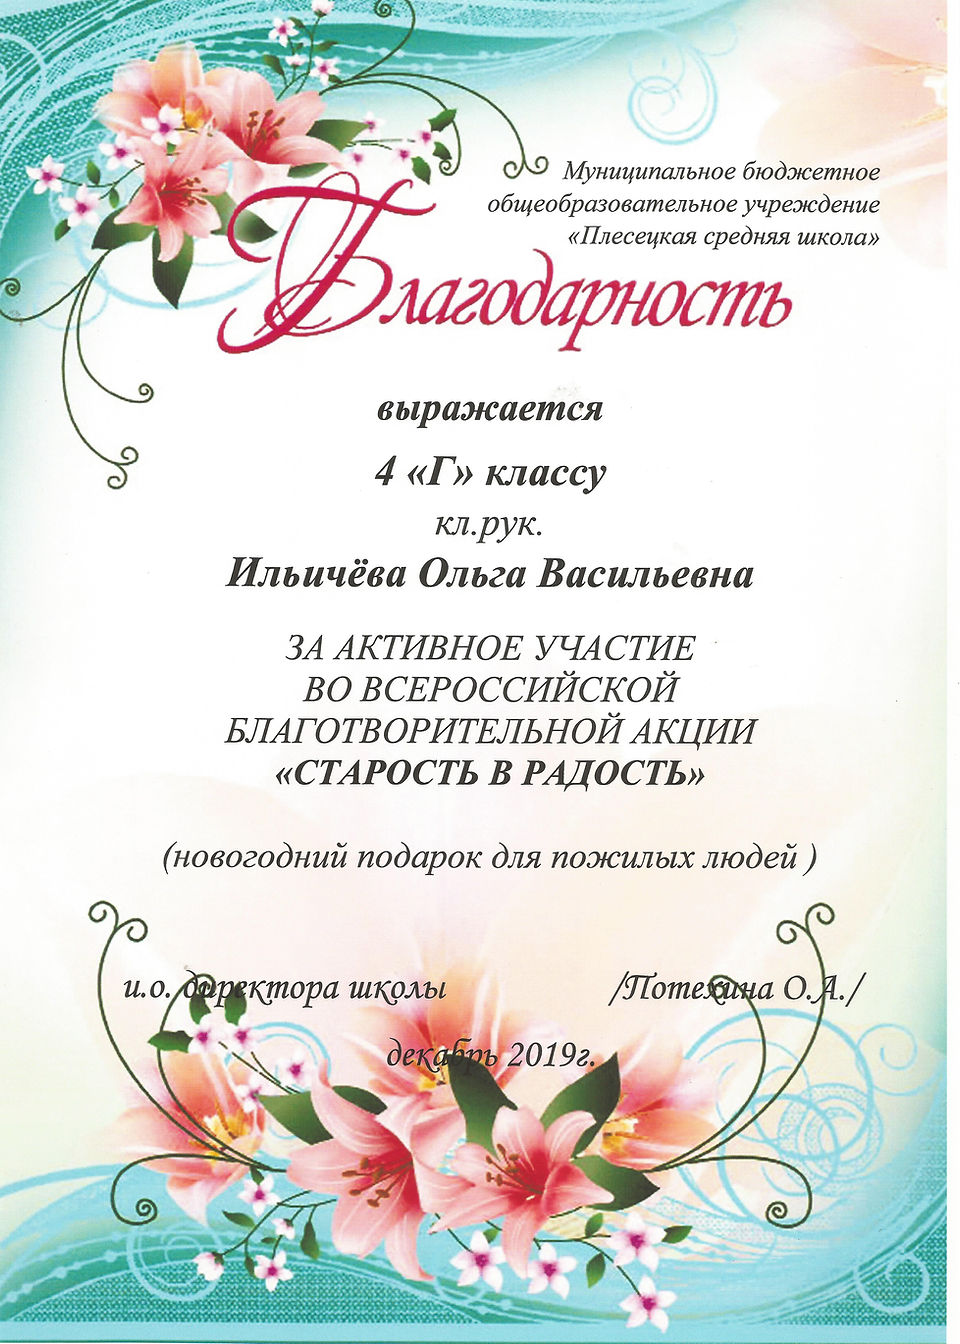 Муниципальное бюджетное
общеобразовательное учреждение
«Плесецкая средняя школа»
Благодарность
выражается
4 «Г» классу
кл.рук.
Ильичёва Ольга Васильевна
ЗА АКТИВНОЕ УЧАСТИЕ
ВО ВСЕРОССИЙСКОЙ
БЛАГОТВОРИТЕЛЬНОЙ АКЦИИ
«СТАРОСТЬ В РАДОСТЬ»
(новогодний подарок для пожилых людей )
и.о. директора школы /Потехина О.А./
декабрь 2019г.